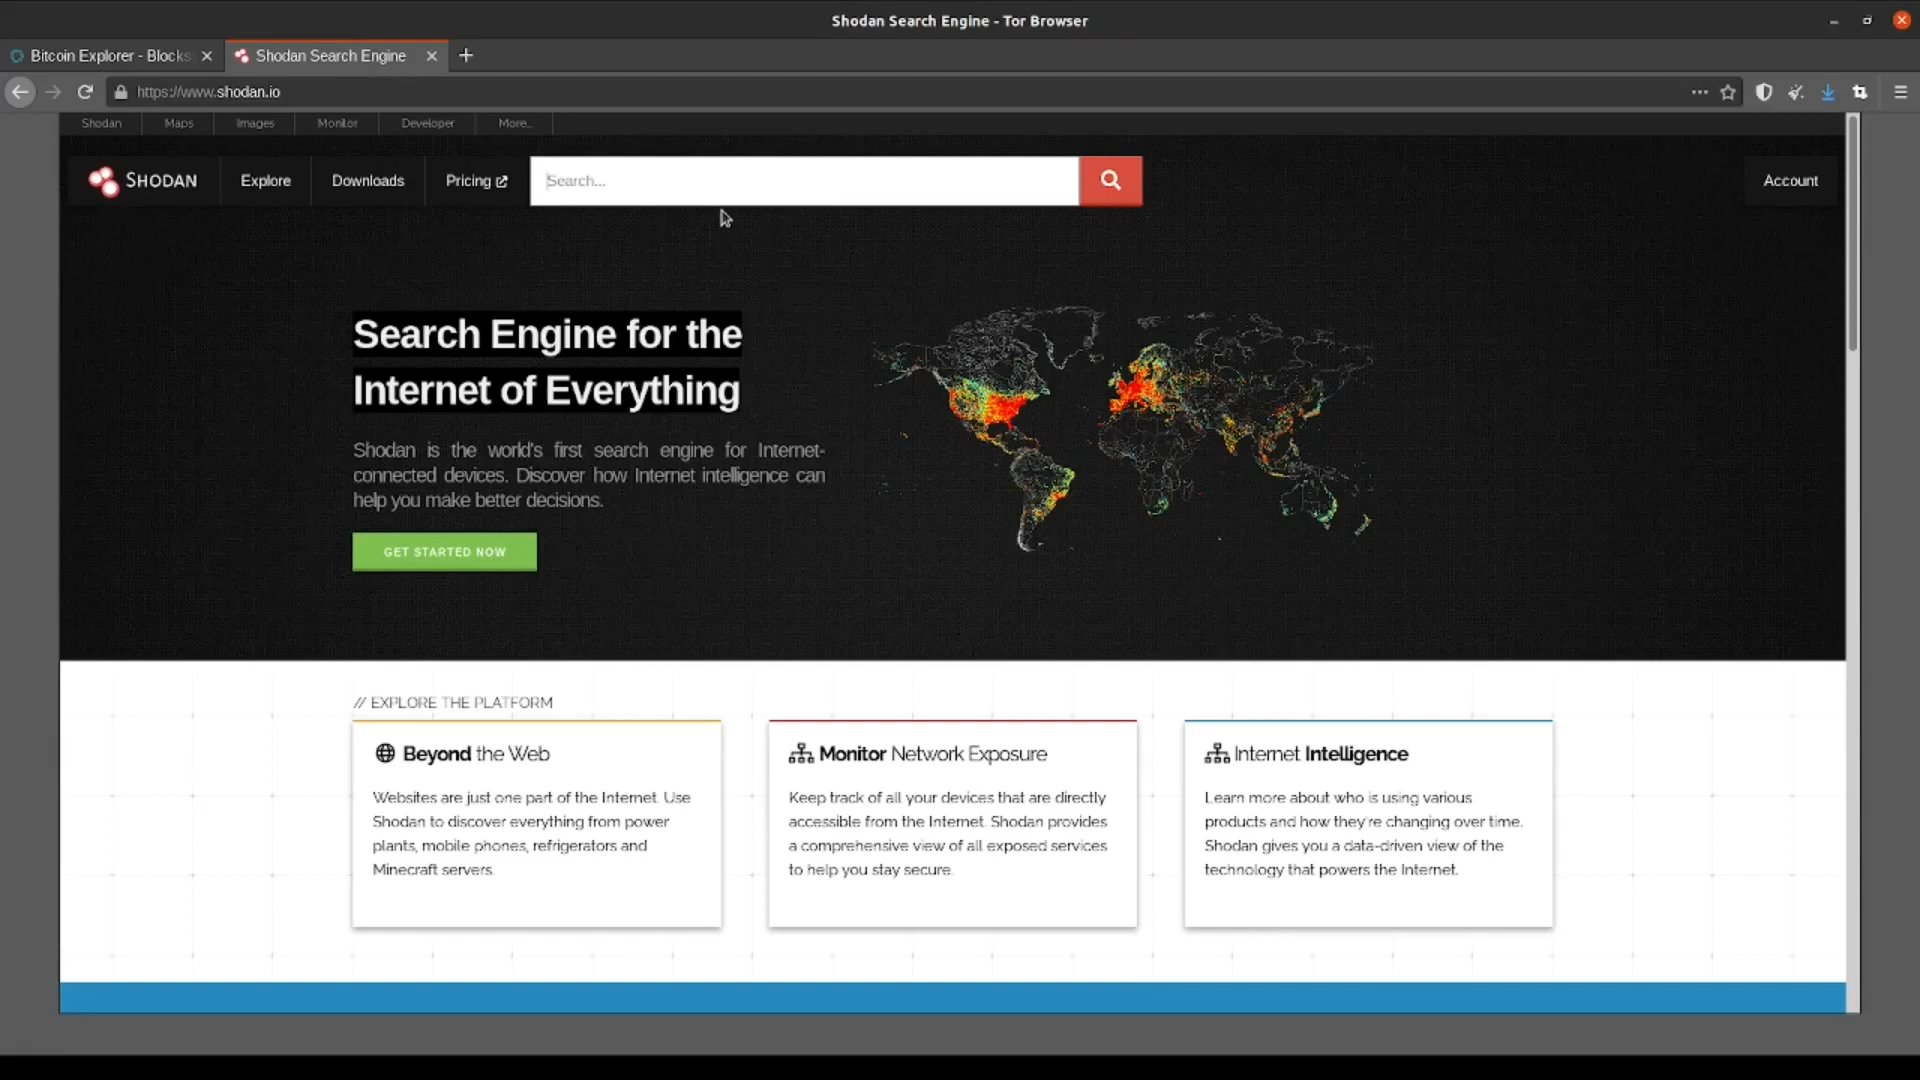 Shodan Search Engine - Tor Browser
Bitcoin Explorer - Blocks
Shodan Search Engine
https://www.shodan.io
Shodan
Maps
Images
Monitor
Developer
More...
SHODAN
Explore
Downloads
Pricing
Search...
Account
Search Engine for the
Internet of Everything
Shodan is the world's first search engine for Internet-
connected devices. Discover how Internet intelligence can
help you make better decisions.
GET STARTED NOW
// EXPLORE THE PLATFORM
Beyond the Web
Websites are just one part of the Internet. Use
Shodan to discover everything from power
plants, mobile phones, refrigerators and
Minecraft servers.
Monitor Network Exposure
Keep track of all your devices that are directly
accessible from the Internet. Shodan provides
a comprehensive view of all exposed services
to help you stay secure.
Internet Intelligence
Learn more about who is using various
products and how they're changing over time.
Shodan gives you a data-driven view of the
technology that powers the Internet.